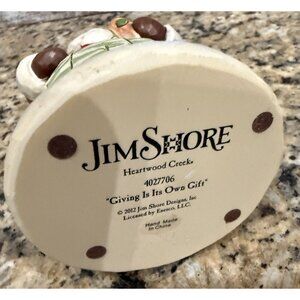 JIM SHORE
Heartwood Creek®
4027706
"Giving Is Its Own Gift"
© 2012 Jim Shore Designs, Inc
Licensed by Enesco, LLC.
Hand Made
in China